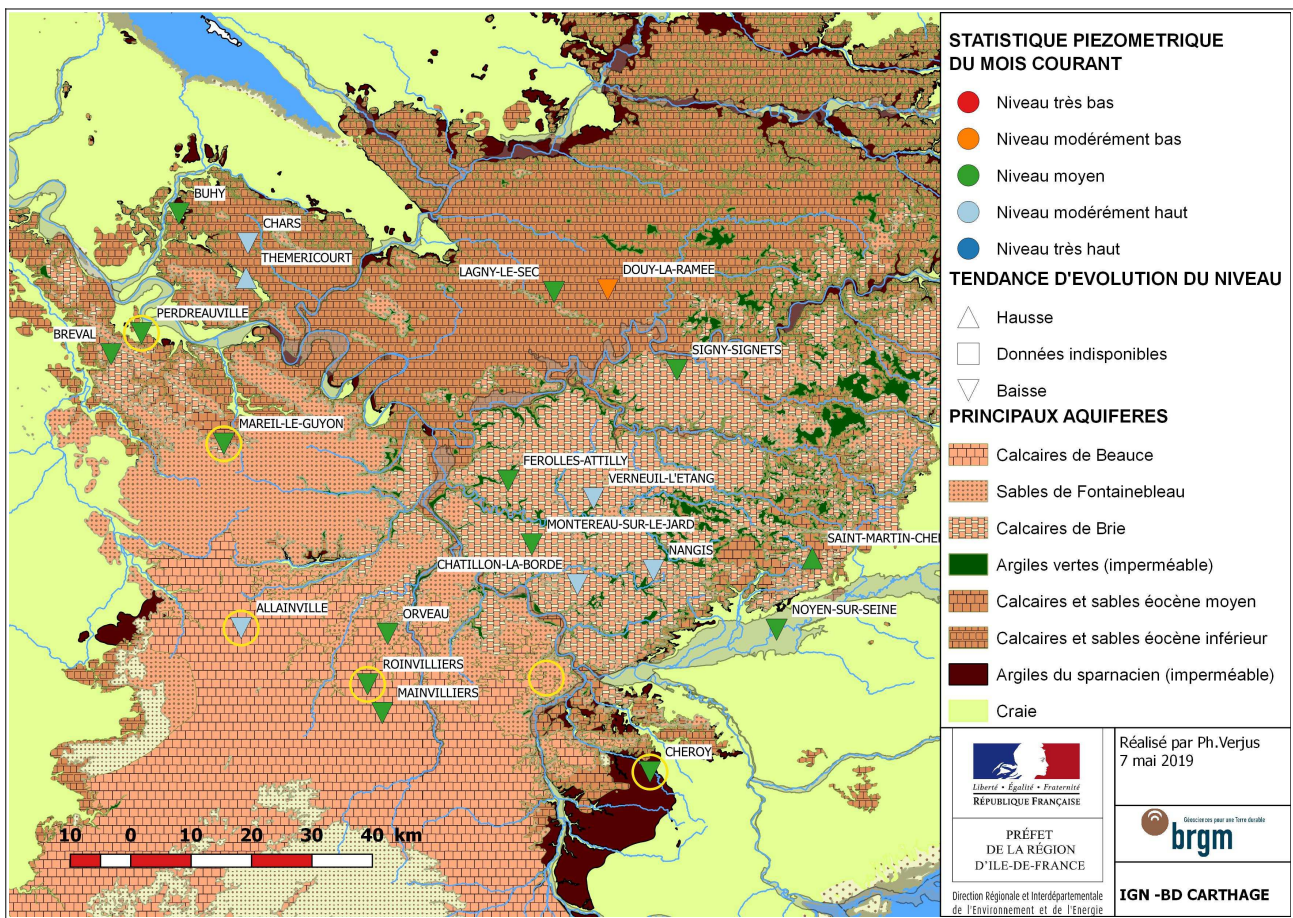 BUHY
CHARS
THEMERICOURT
LAGNY-LE-SEC
DOUY-LA-RAMEE
PERDREAUVILLE
BREVAL
SIGNY-SIGNETS
MAREIL-LE-GUYON
FEROLLES-ATTILLY
VERNEUIL-L'ETANG
MONTEREAU-SUR-LE-JARD
NANGIS
SAINT-MARTIN-CHE
CHATILLON-LA-BORDE
ALLAINVILLE
ORVEAU
NOYEN-SUR-SEINE
ROINVILLIERS
MAINVILLIERS
CHEROY
10 0 10 20 30 40 km
STATISTIQUE PIEZOMETRIQUE
DU MOIS COURANT
Niveau très bas
Niveau modérément bas
Niveau moyen
Niveau modérément haut
Niveau très haut
TENDANCE D'EVOLUTION DU NIVEAU
Hausse
Données indisponibles
Baisse
PRINCIPAUX AQUIFERES
Calcaires de Beauce
Sables de Fontainebleau
Calcaires de Brie
Argiles vertes (imperméable)
Calcaires et sables éocène moyen
Calcaires et sables éocène inférieur
Argiles du sparnacien (imperméable)
Craie
Liberté • Égalité • Fraternité
RÉPUBLIQUE FRANÇAISE
PRÉFET
DE LA RÉGION
D'ILE-DE-FRANCE
Direction Régionale et Interdépartementale
de l'Environnement et de l'Energie
Réalisé par Ph.Verjus
7 mai 2019
Géosciences pour une Terre durable
brgm
IGN -BD CARTHAGE